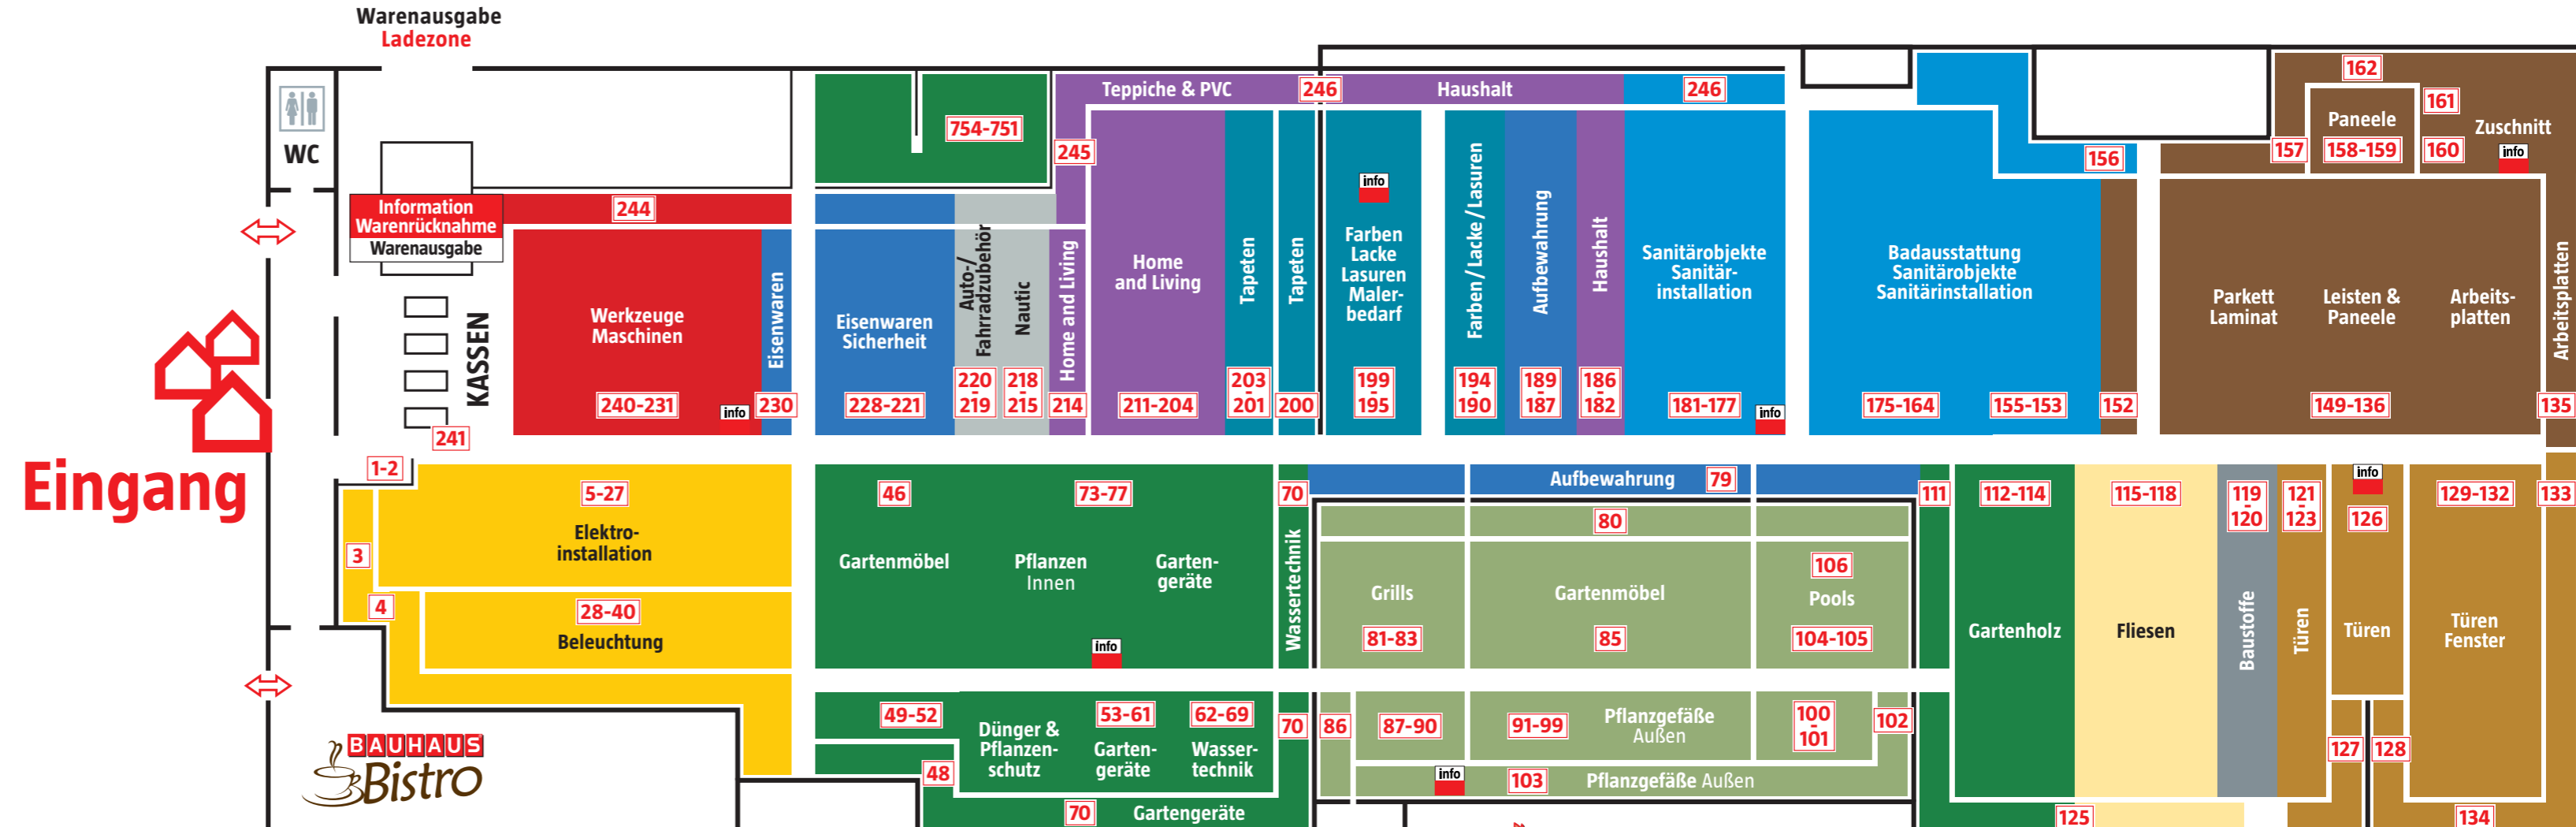 Warenausgabe
Ladezone
WC
Information
Warenrücknahme
Warenausgabe
KASSEN
241
Eingang
244
Werkzeuge
Maschinen
240-231
info
Eisenwaren
230
Eisenwaren
Sicherheit
228-221
Auto-/
Fahrradzubehör
220
-
219
Nautic
218
-
215
754-751
Teppiche & PVC
246
Haushalt
246
245
Home and Living
214
Home
and Living
211-204
Tapeten
203
-
201
Tapeten
200
info
Farben
Lacke
Lasuren
Maler-
bedarf
199
-
195
Farben/Lacke/Lasuren
194
-
190
Aufbewahrung
189
-
187
Haushalt
186
-
182
Sanitärobjekte
Sanitär-
installation
181-177
info
Badausstattung
Sanitärobjekte
Sanitärinstallation
175-164
155-153
156
152
162
161
Paneele
158-159
157
160
Zuschnitt
info
Parkett
Laminat
Leisten &
Paneele
Arbeits-
platten
149-136
Arbeitsplatten
135
1-2
3
4
5-27
Elektro-
installation
28-40
Beleuchtung
BAUHAUS
Bistro
46
73-77
Gartenmöbel
Pflanzen
Innen
Garten-
geräte
info
70
Wassertechnik
Aufbewahrung
79
80
Grills
81-83
Gartenmöbel
85
106
Pools
104-105
111
112-114
Gartenholz
115-118
Fliesen
119
-
120
Baustoffe
121
-
123
Türen
info
126
Türen
129-132
Türen
Fenster
133
49-52
48
Dünger &
Pflanzen-
schutz
53-61
Garten-
geräte
62-69
Wasser-
technik
70
70
Gartengeräte
86
87-90
91-99
Pflanzgefäße
Außen
100
-
101
102
info
103
Pflanzgefäße Außen
127
128
125
134